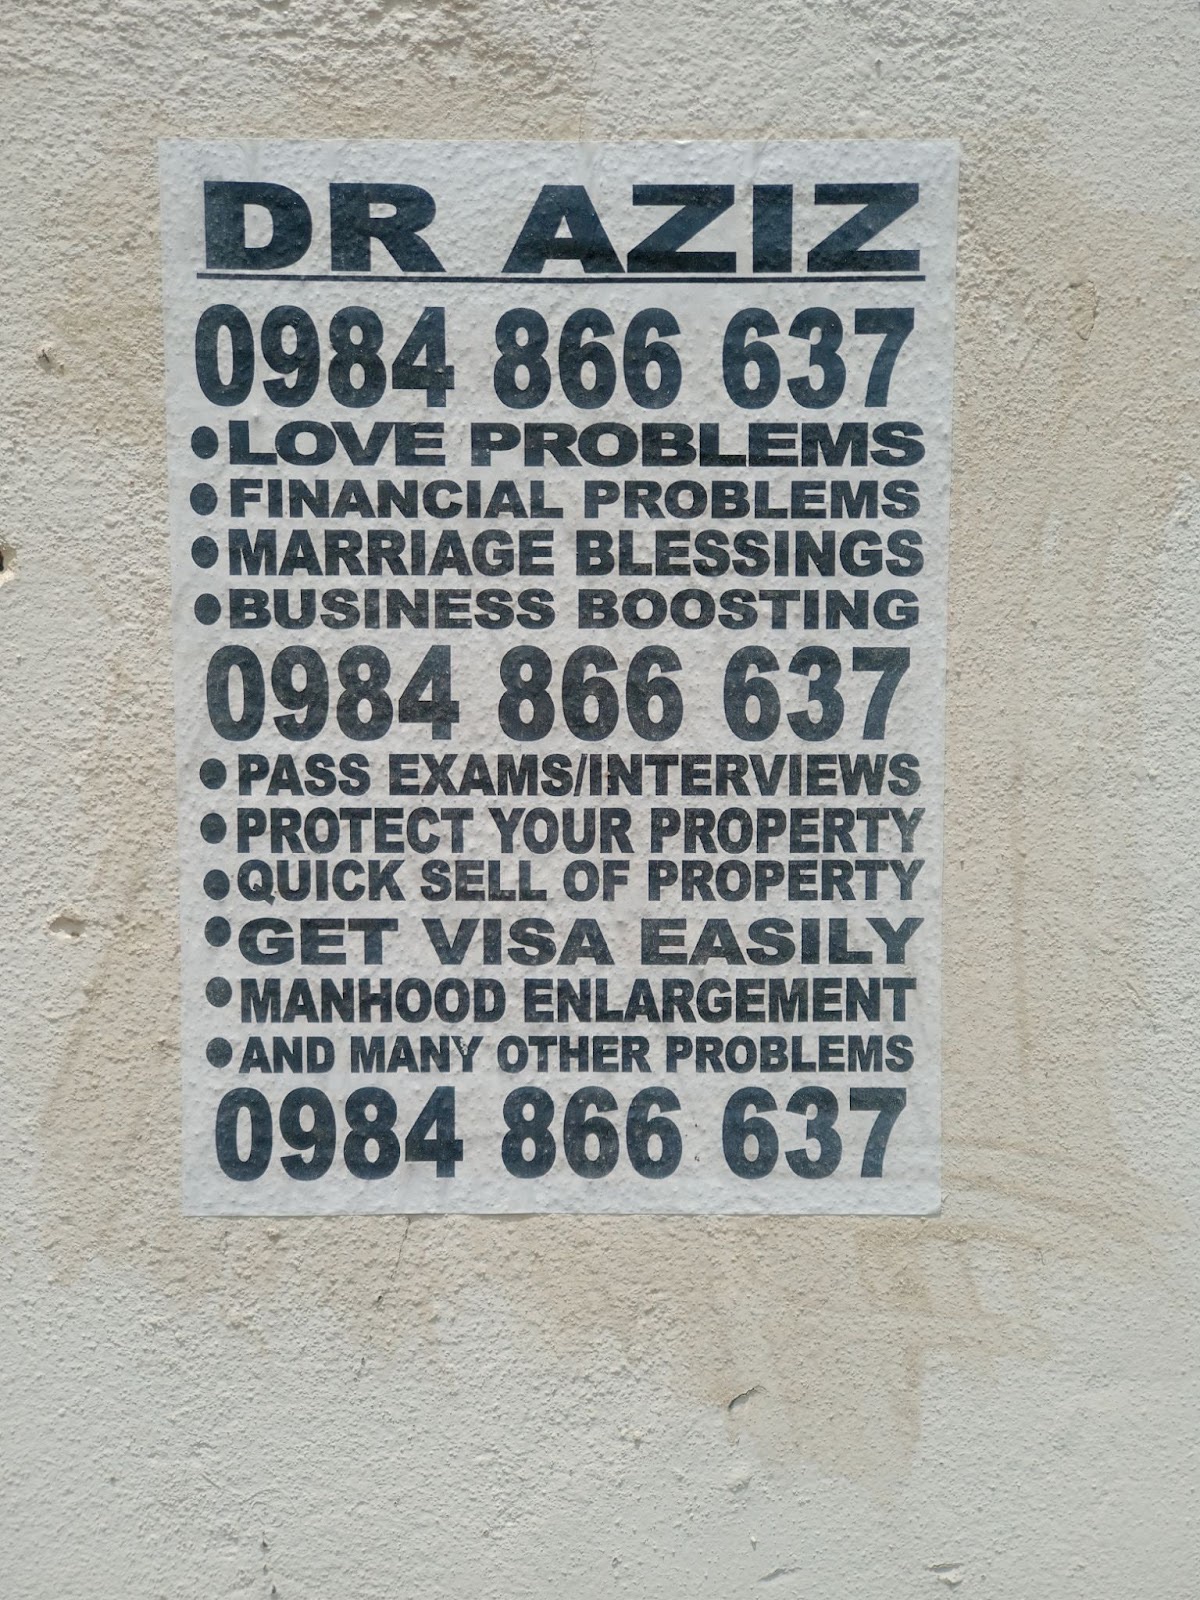 DR AZIZ
0984 866 637
•LOVE PROBLEMS
•FINANCIAL PROBLEMS
•MARRIAGE BLESSINGS
•BUSINESS BOOSTING
0984 866 637
•PASS EXAMS/INTERVIEWS
•PROTECT YOUR PROPERTY
•QUICK SELL OF PROPERTY
•GET VISA EASILY
•MANHOOD ENLARGEMENT
•AND MANY OTHER PROBLEMS
0984 866 637